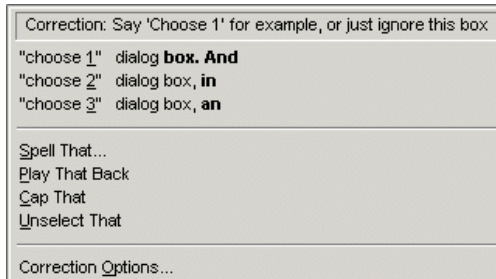 Correction: Say 'Choose 1' for example, or just ignore this box
"choose 1" dialog box. And
"choose 2" dialog box, in
"choose 3" dialog box, an
Spell That...
Play That Back
Cap That
Unselect That
Correction Options...